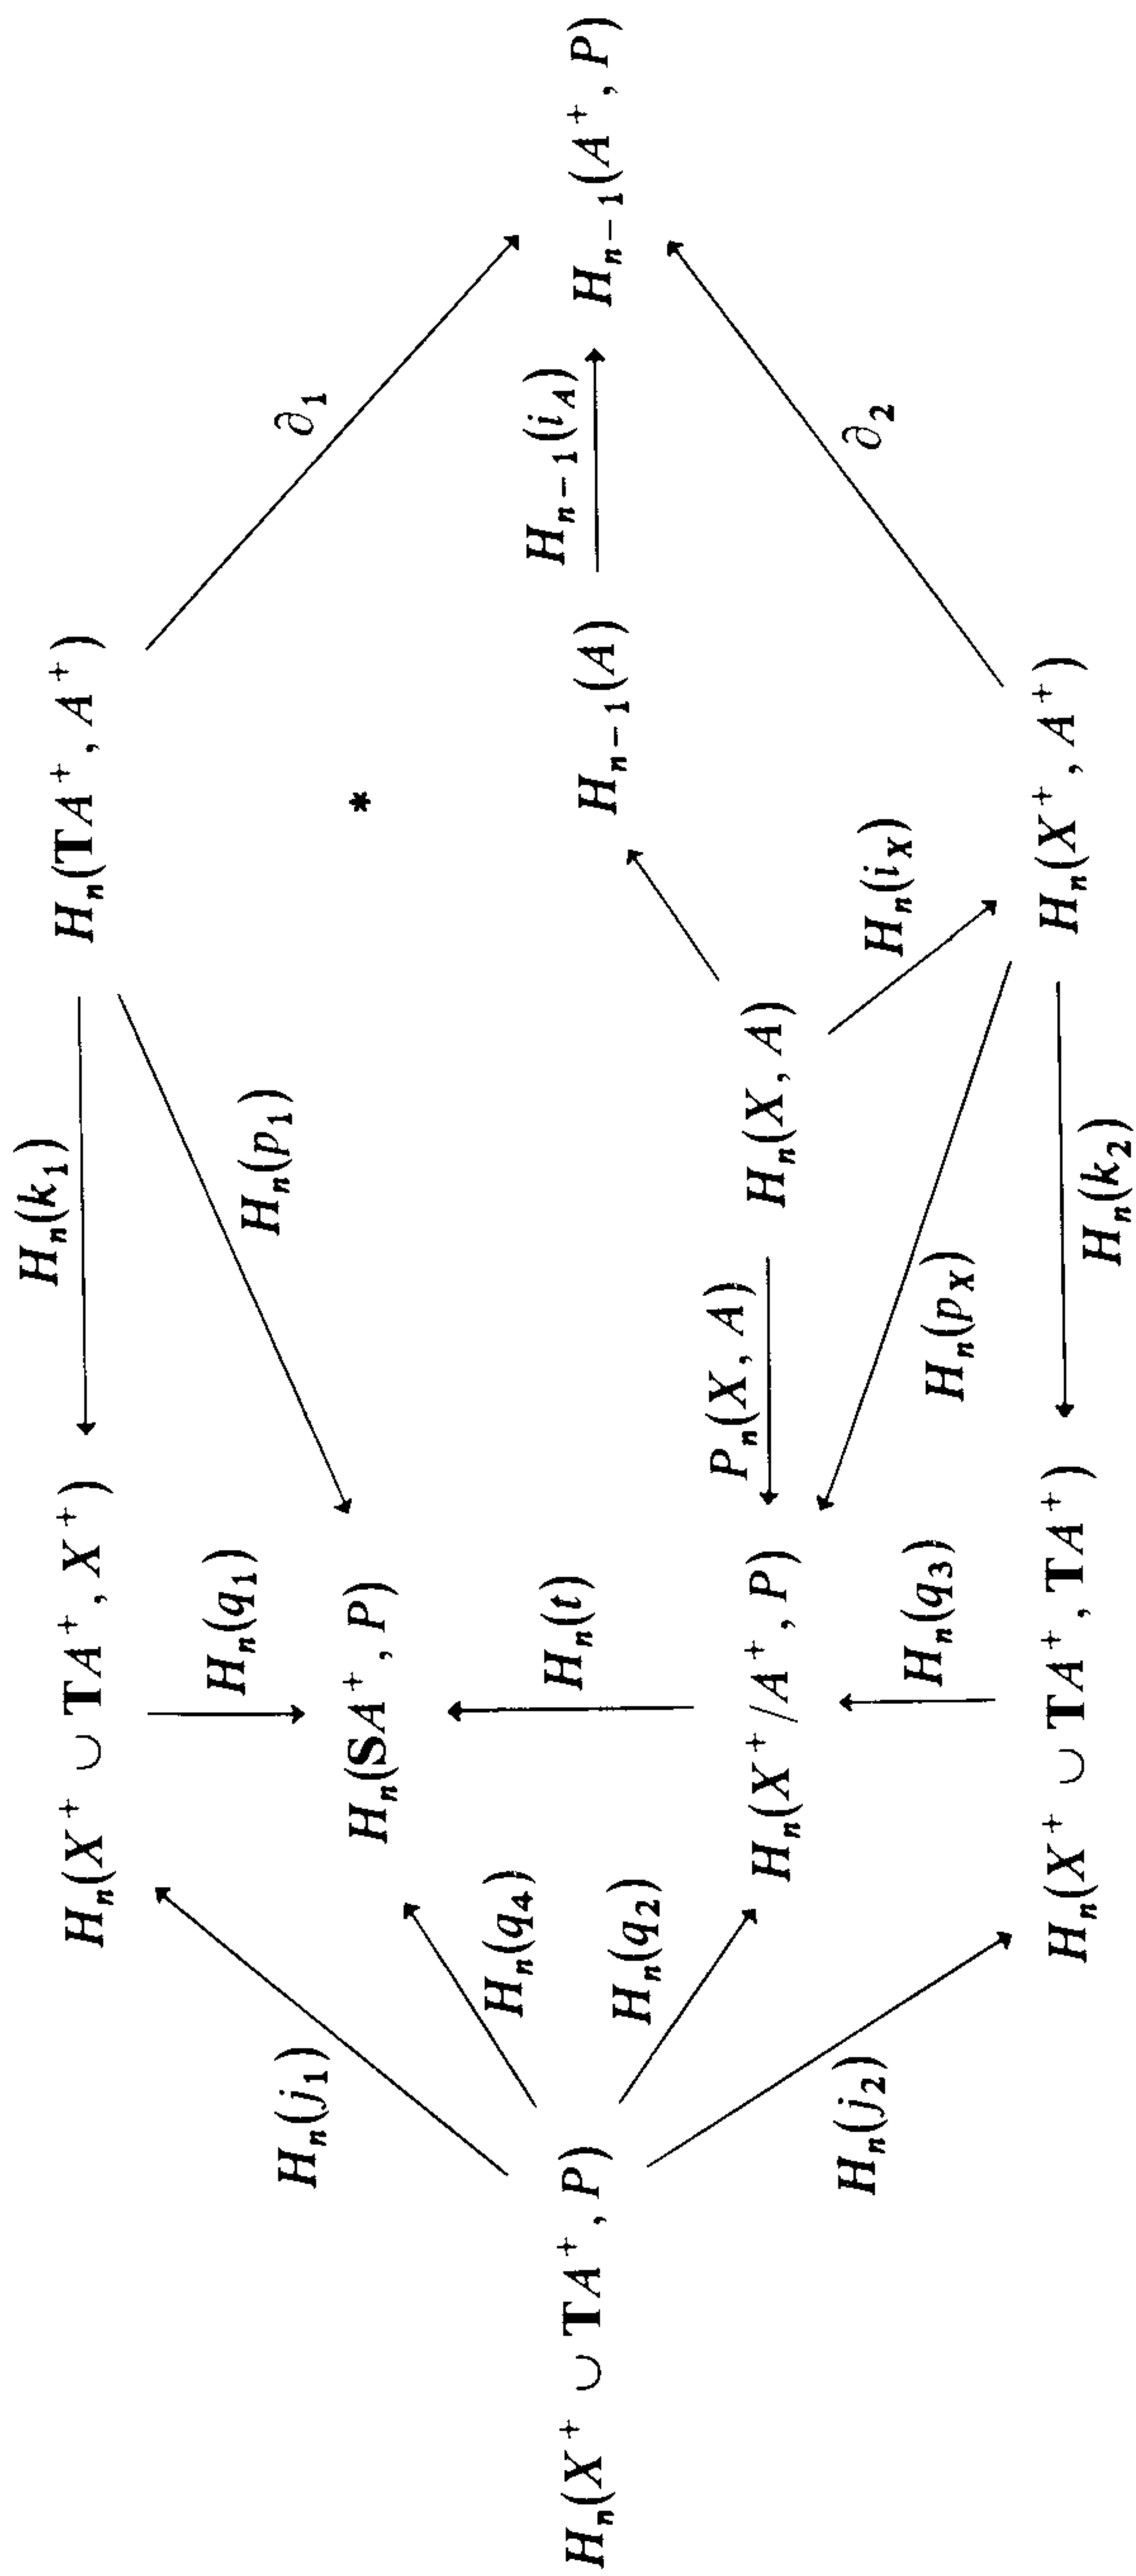 H_n(TA^+, A^+)
H_n(k_1)
∂_1
H_n(X^+ ∪ TA^+, X^+)
H_n(p_1)
H_n(q_1)
H_n(j_1)
H_n(SA^+, P)
*
H_n(q_4)
H_n(t)
H_{n-1}(i_A)
H_n(X^+ ∪ TA^+, P)
H_{n-1}(A)
H_{n-1}(A^+, P)
H_n(q_2)
P_n(X, A)
H_n(X^+/A^+, P)
H_n(X, A)
H_n(i_X)
∂_2
H_n(j_2)
H_n(q_3)
H_n(p_X)
H_n(X^+ ∪ TA^+, TA^+)
H_n(k_2)
H_n(X^+, A^+)